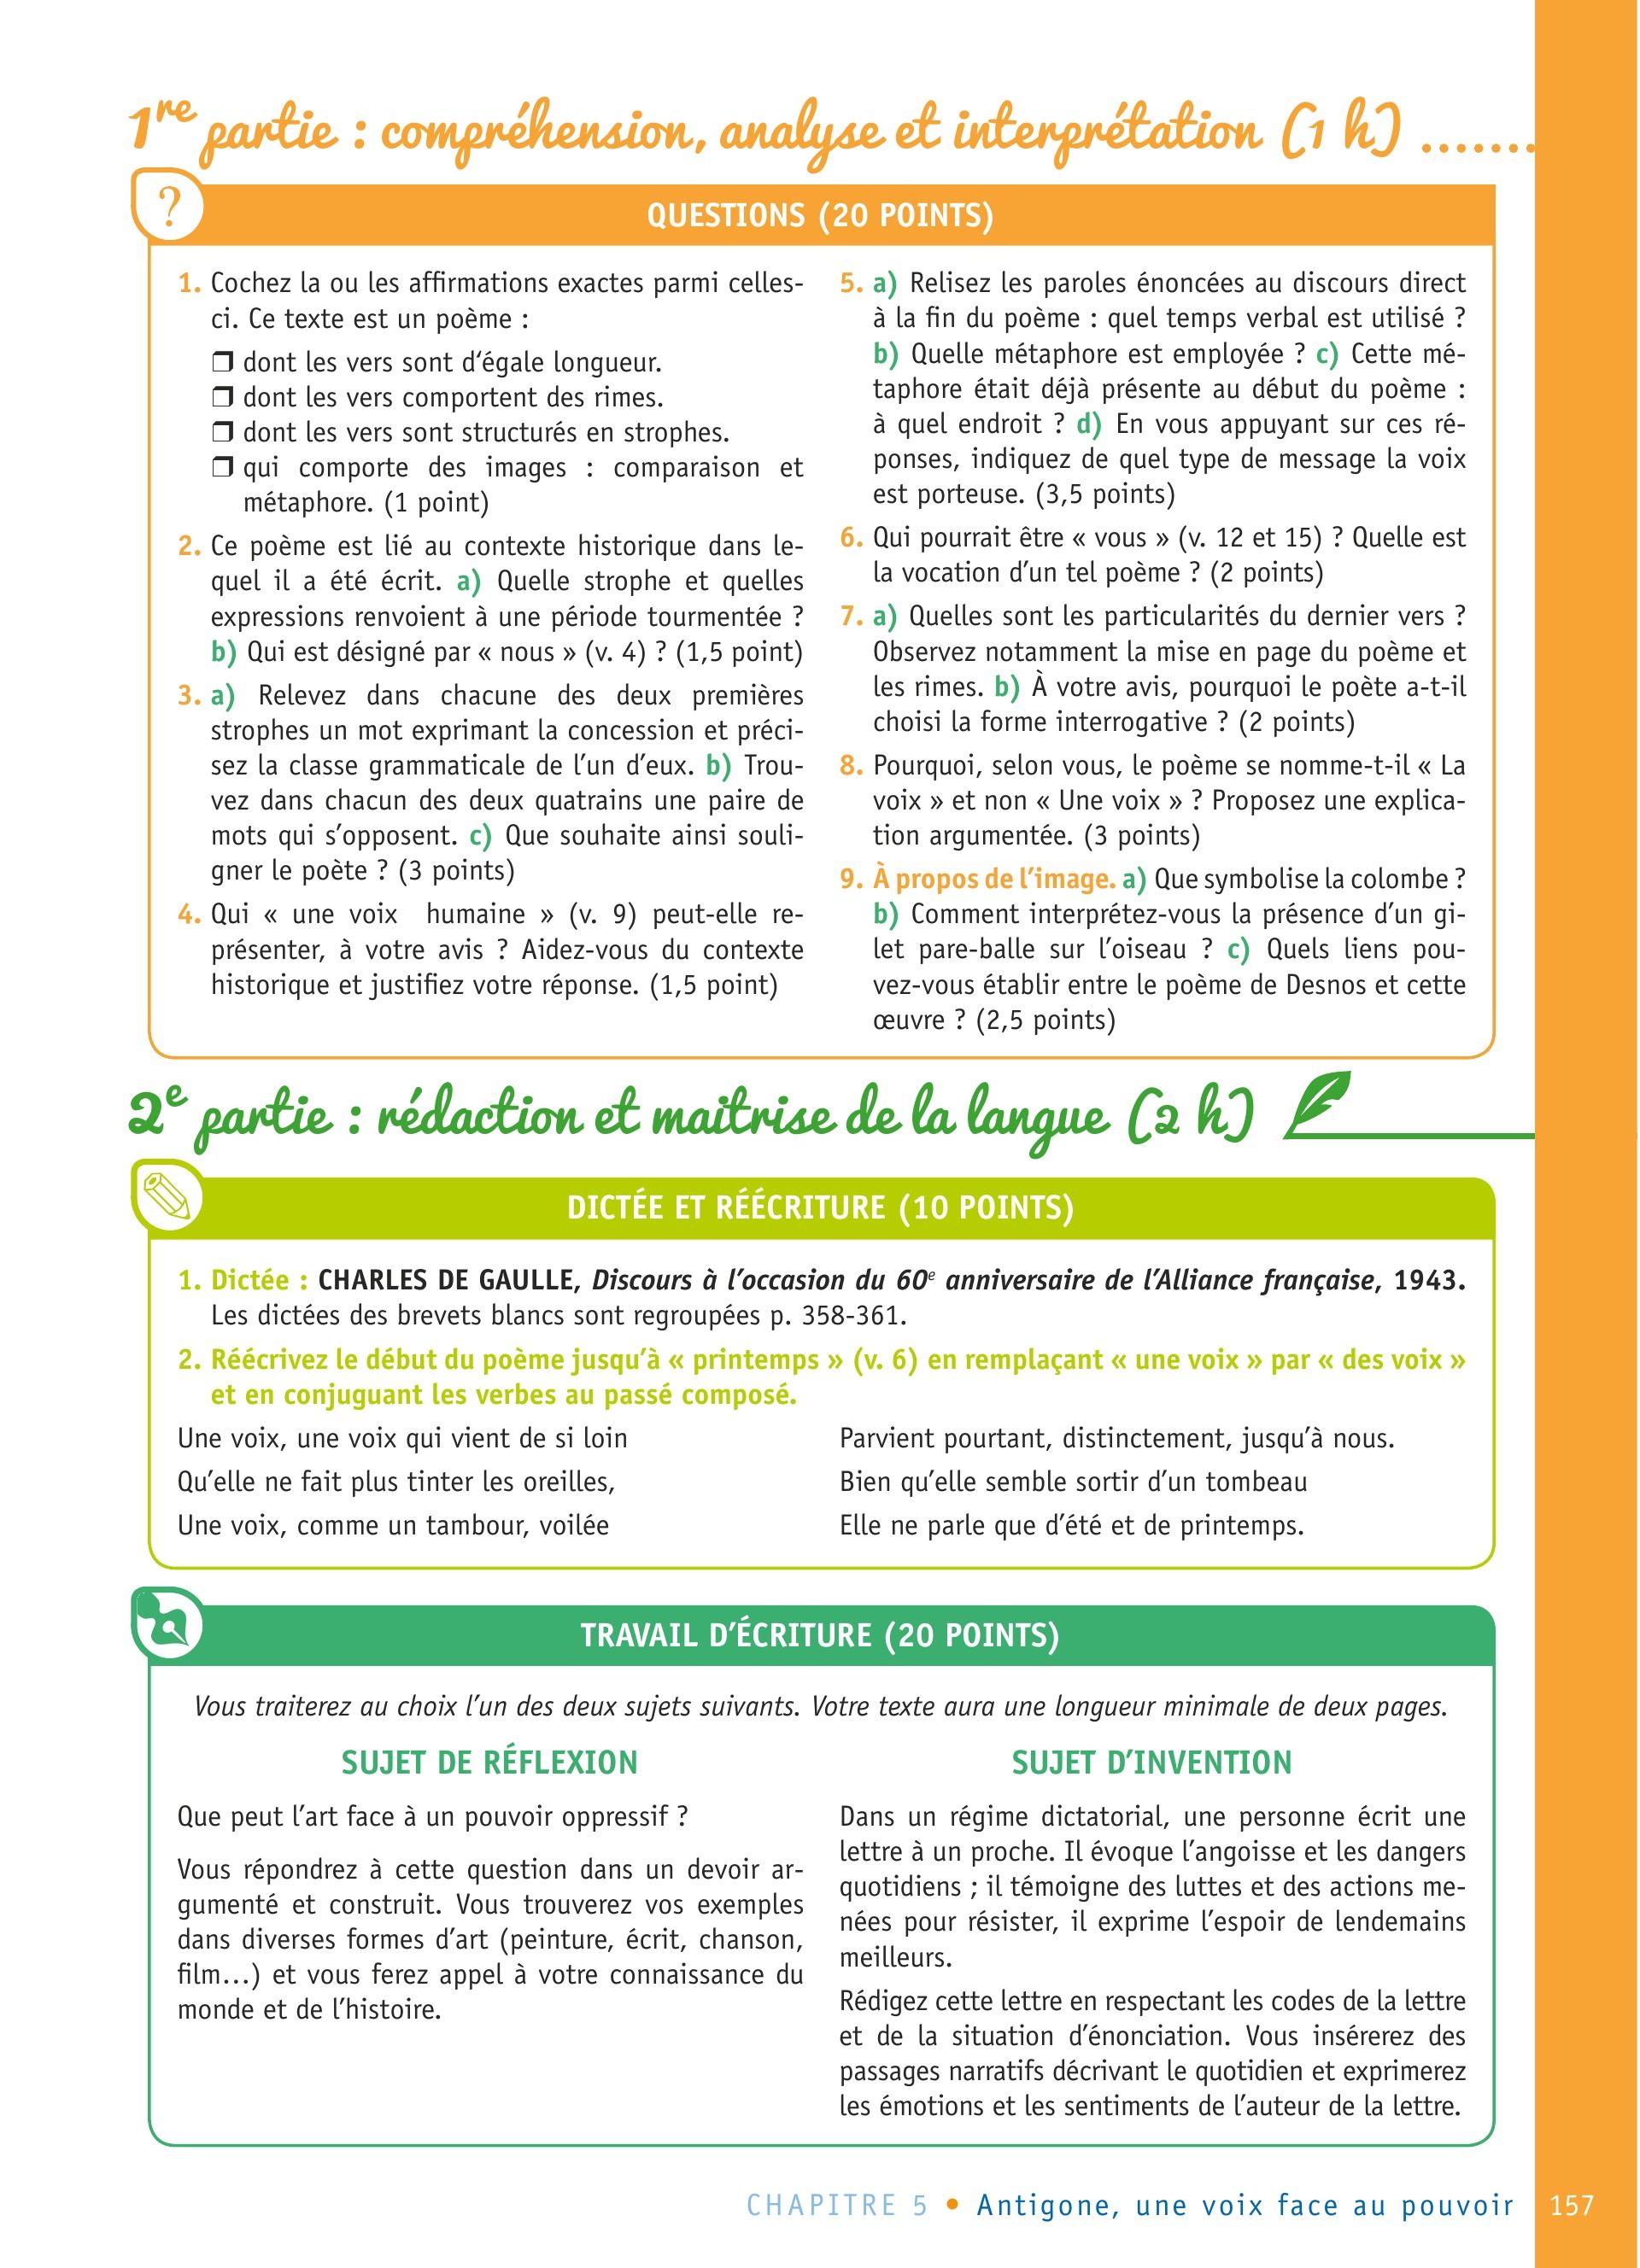 1re partie : compréhension, analyse et interprétation (1 h) .......
?
QUESTIONS (20 POINTS)
1. Cochez la ou les affirmations exactes parmi celles-
ci. Ce texte est un poème :
❒ dont les vers sont d‘égale longueur.
❒ dont les vers comportent des rimes.
❒ dont les vers sont structurés en strophes.
❒ qui comporte des images : comparaison et
métaphore. (1 point)
2. Ce poème est lié au contexte historique dans le-
quel il a été écrit. a) Quelle strophe et quelles
expressions renvoient à une période tourmentée ?
b) Qui est désigné par « nous » (v. 4) ? (1,5 point)
3. a) Relevez dans chacune des deux premières
strophes un mot exprimant la concession et préci-
sez la classe grammaticale de l’un d’eux. b) Trou-
vez dans chacun des deux quatrains une paire de
mots qui s’opposent. c) Que souhaite ainsi souli-
gner le poète ? (3 points)
4. Qui « une voix humaine » (v. 9) peut-elle re-
présenter, à votre avis ? Aidez-vous du contexte
historique et justifiez votre réponse. (1,5 point)
5. a) Relisez les paroles énoncées au discours direct
à la fin du poème : quel temps verbal est utilisé ?
b) Quelle métaphore est employée ? c) Cette mé-
taphore était déjà présente au début du poème :
à quel endroit ? d) En vous appuyant sur ces ré-
ponses, indiquez de quel type de message la voix
est porteuse. (3,5 points)
6. Qui pourrait être « vous » (v. 12 et 15) ? Quelle est
la vocation d’un tel poème ? (2 points)
7. a) Quelles sont les particularités du dernier vers ?
Observez notamment la mise en page du poème et
les rimes. b) À votre avis, pourquoi le poète a-t-il
choisi la forme interrogative ? (2 points)
8. Pourquoi, selon vous, le poème se nomme-t-il « La
voix » et non « Une voix » ? Proposez une explica-
tion argumentée. (3 points)
9. À propos de l’image. a) Que symbolise la colombe ?
b) Comment interprétez-vous la présence d’un gi-
let pare-balle sur l’oiseau ? c) Quels liens pou-
vez-vous établir entre le poème de Desnos et cette
œuvre ? (2,5 points)
2e partie : rédaction et maitrise de la langue (2 h)
DICTÉE ET RÉÉCRITURE (10 POINTS)
1. Dictée : CHARLES DE GAULLE, Discours à l’occasion du 60e anniversaire de l’Alliance française, 1943.
Les dictées des brevets blancs sont regroupées p. 358-361.
2. Réécrivez le début du poème jusqu’à « printemps » (v. 6) en remplaçant « une voix » par « des voix »
et en conjuguant les verbes au passé composé.
Une voix, une voix qui vient de si loin
Qu’elle ne fait plus tinter les oreilles,
Une voix, comme un tambour, voilée
Parvient pourtant, distinctement, jusqu’à nous.
Bien qu’elle semble sortir d’un tombeau
Elle ne parle que d’été et de printemps.
TRAVAIL D’ÉCRITURE (20 POINTS)
Vous traiterez au choix l’un des deux sujets suivants. Votre texte aura une longueur minimale de deux pages.
SUJET DE RÉFLEXION
Que peut l’art face à un pouvoir oppressif ?
Vous répondrez à cette question dans un devoir ar-
gumenté et construit. Vous trouverez vos exemples
dans diverses formes d’art (peinture, écrit, chanson,
film...) et vous ferez appel à votre connaissance du
monde et de l’histoire.
SUJET D’INVENTION
Dans un régime dictatorial, une personne écrit une
lettre à un proche. Il évoque l’angoisse et les dangers
quotidiens ; il témoigne des luttes et des actions me-
nées pour résister, il exprime l’espoir de lendemains
meilleurs.
Rédigez cette lettre en respectant les codes de la lettre
et de la situation d’énonciation. Vous insérerez des
passages narratifs décrivant le quotidien et exprimerez
les émotions et les sentiments de l’auteur de la lettre.
CHAPITRE 5 • Antigone, une voix face au pouvoir 157